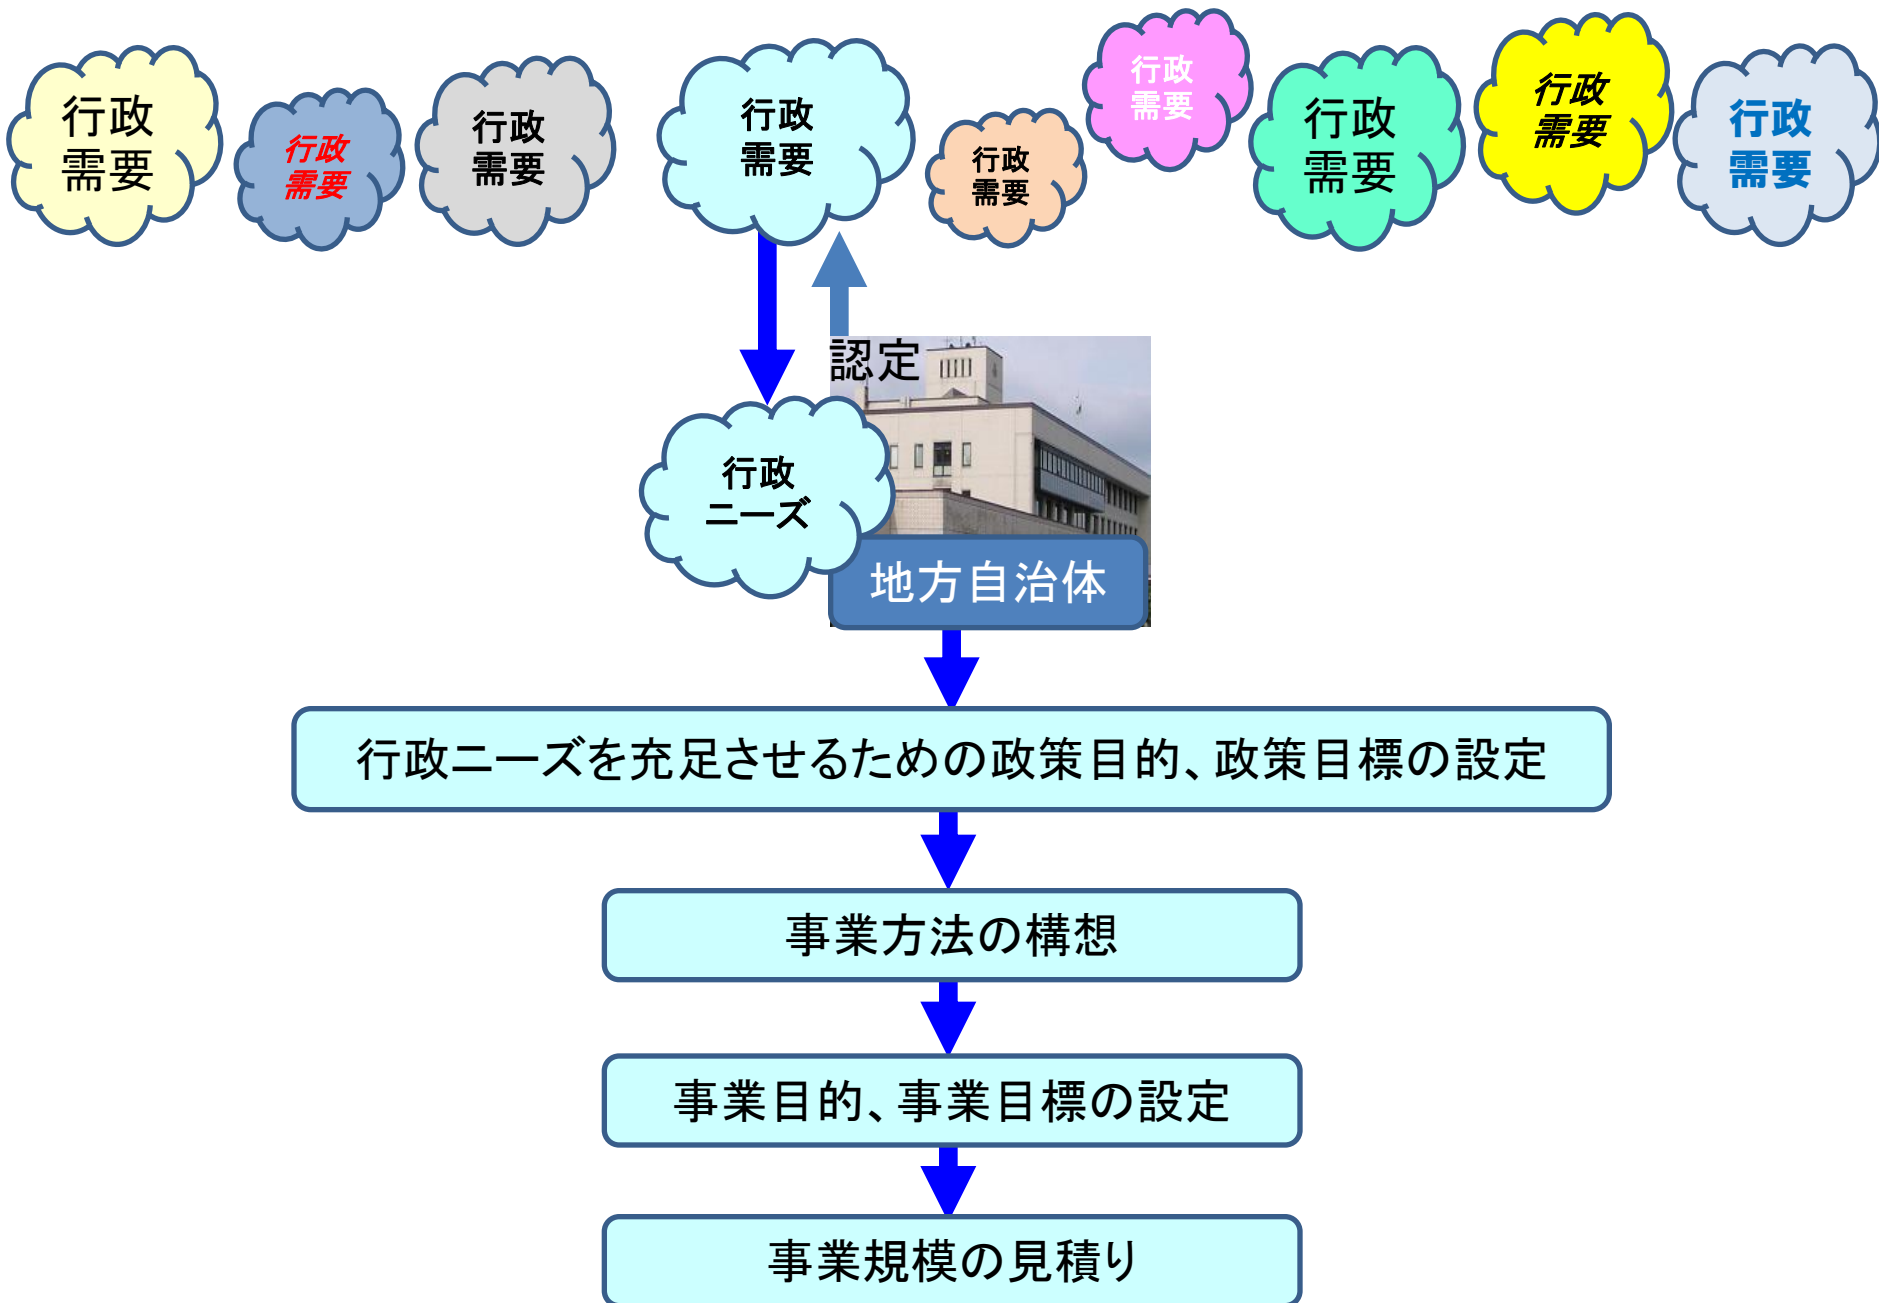 行政
需要
行政
需要
行政
需要
行政
需要
行政
需要
行政
需要
行政
需要
行政
需要
行政
需要
認定
行政
ニーズ
地方自治体
行政ニーズを充足させるための政策目的、政策目標の設定
事業方法の構想
事業目的、事業目標の設定
事業規模の見積り